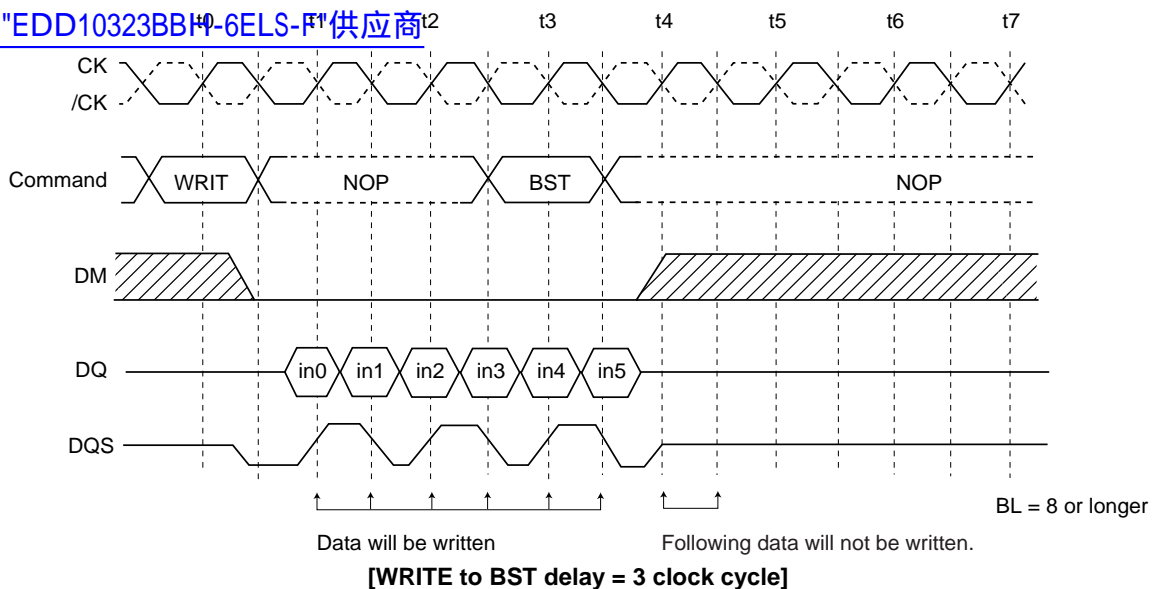 "EDD10323BBH-6ELS-F"供应商
t0 t1 t2 t3 t4 t5 t6 t7
CK
/CK
Command WRIT NOP BST NOP
DM
DQ in0 in1 in2 in3 in4 in5
DQS
BL = 8 or longer
Data will be written Following data will not be written.
[WRITE to BST delay = 3 clock cycle]